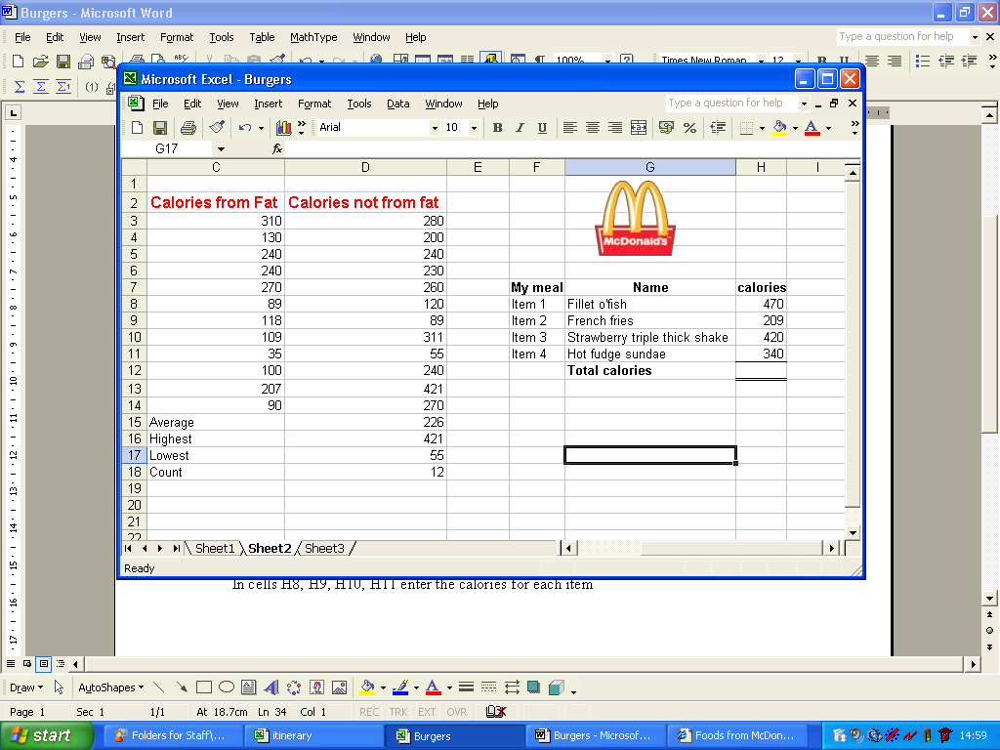 Burgers - Microsoft Word
File Edit View Insert Format Tools Table MathType Window Help Type a question for help
100% Times New Roman 12 B
Microsoft Excel - Burgers
File Edit View Insert Format Tools Data Window Help Type a question for help
Arial 10 B I U %
G17 fx
C D E F G H I
1
2 Calories from Fat Calories not from fat
McDonald's
3 310 280
4 130 200
5 240 240
6 240 230
7 270 260 My meal Name calories
8 89 120 Item 1 Fillet o'fish 470
9 118 89 Item 2 French fries 209
10 109 311 Item 3 Strawberry triple thick shake 420
11 35 55 Item 4 Hot fudge sundae 340
12 100 240 Total calories
13 207 421
14 90 270
15 Average 226
16 Highest 421
17 Lowest 55
18 Count 12
19
20
21
22
Sheet1 Sheet2 Sheet3
Ready
In cells H8, H9, H10, H11 enter the calories for each item
Draw AutoShapes
Page 1 Sec 1 1/1 At 18.7cm Ln 34 Col 1 REC TRK EXT OVR
start Folders for Staff\... itinerary Burgers Burgers - Microsof... Foods from McDon... 14:59